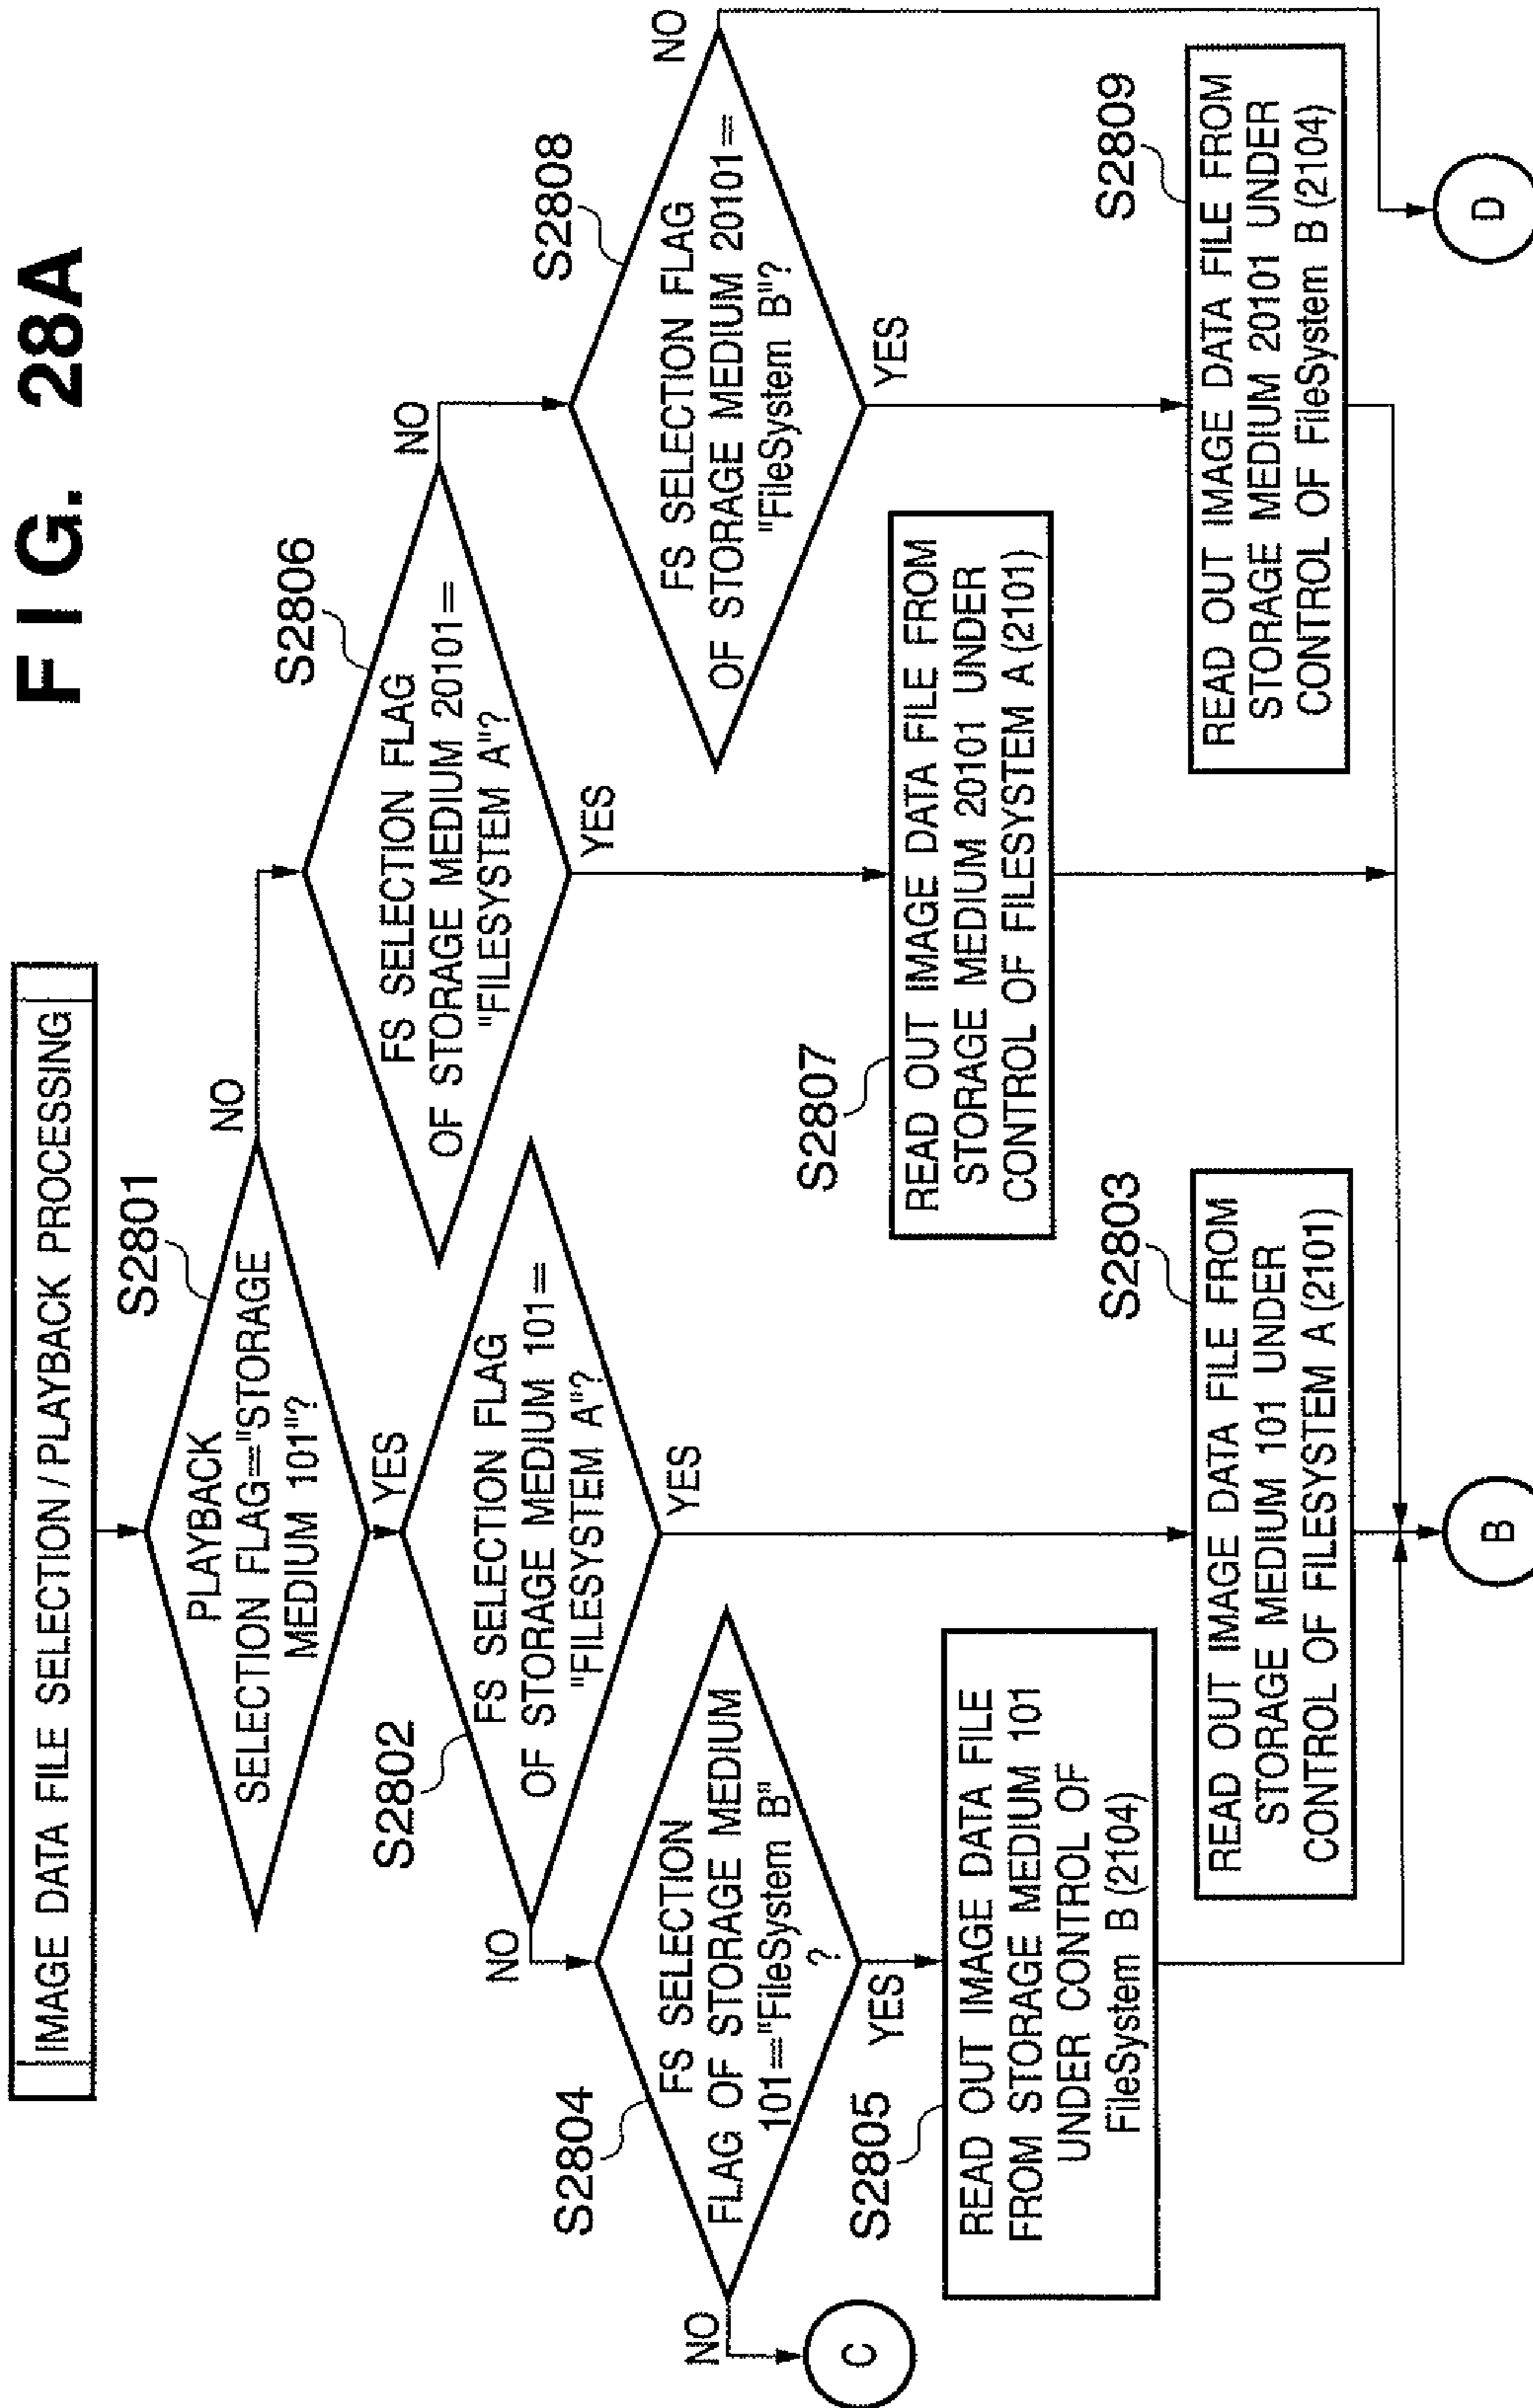 FIG. 28A
IMAGE DATA FILE SELECTION/PLAYBACK PROCESSING
S2801
PLAYBACK
SELECTION FLAG=="STORAGE
MEDIUM 101"?
NO
YES
S2802
FS SELECTION FLAG
OF STORAGE MEDIUM 101==
"FILESYSTEM A"?
NO
YES
S2804
FS SELECTION
FLAG OF STORAGE MEDIUM
101=="FileSystem B"
?
NO
YES
C
S2805
READ OUT IMAGE DATA FILE
FROM STORAGE MEDIUM 101
UNDER CONTROL OF
FileSystem B (2104)
S2803
READ OUT IMAGE DATA FILE FROM
STORAGE MEDIUM 101 UNDER
CONTROL OF FILESYSTEM A (2101)
B
S2806
FS SELECTION FLAG
OF STORAGE MEDIUM 20101==
"FILESYSTEM A"?
NO
YES
S2807
READ OUT IMAGE DATA FILE FROM
STORAGE MEDIUM 20101 UNDER
CONTROL OF FILESYSTEM A (2101)
S2808
FS SELECTION FLAG
OF STORAGE MEDIUM 20101==
"FileSystem B"?
NO
YES
S2809
READ OUT IMAGE DATA FILE FROM
STORAGE MEDIUM 20101 UNDER
CONTROL OF FileSystem B (2104)
D